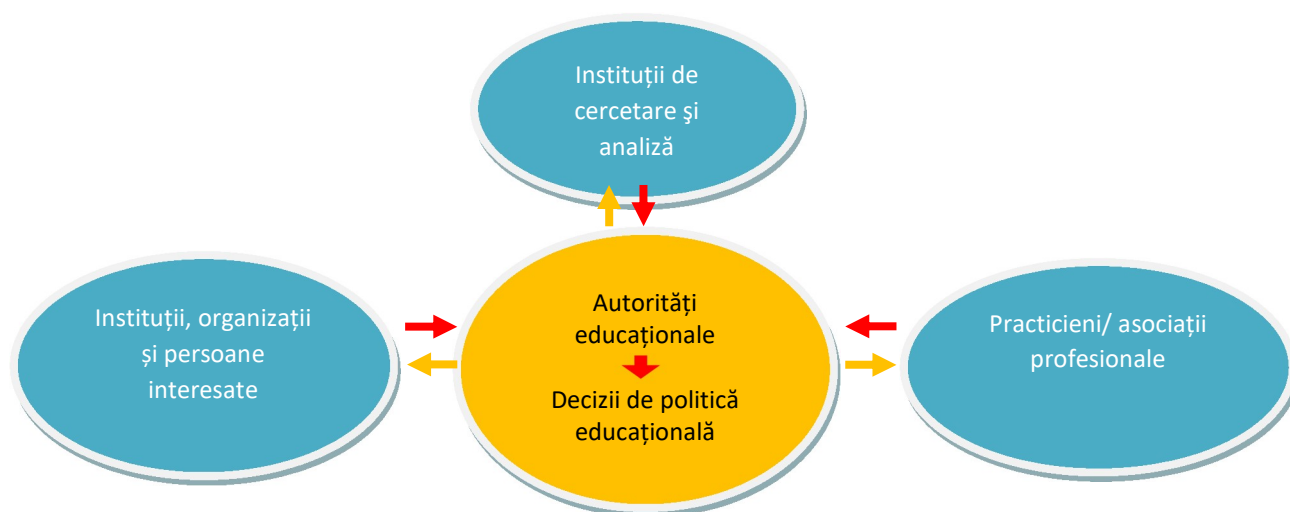 Instituții de
cercetare şi
analiză
Instituții, organizații
și persoane
interesate
Autorități
educaționale
Decizii de politică
educațională
Practicieni/ asociații
profesionale